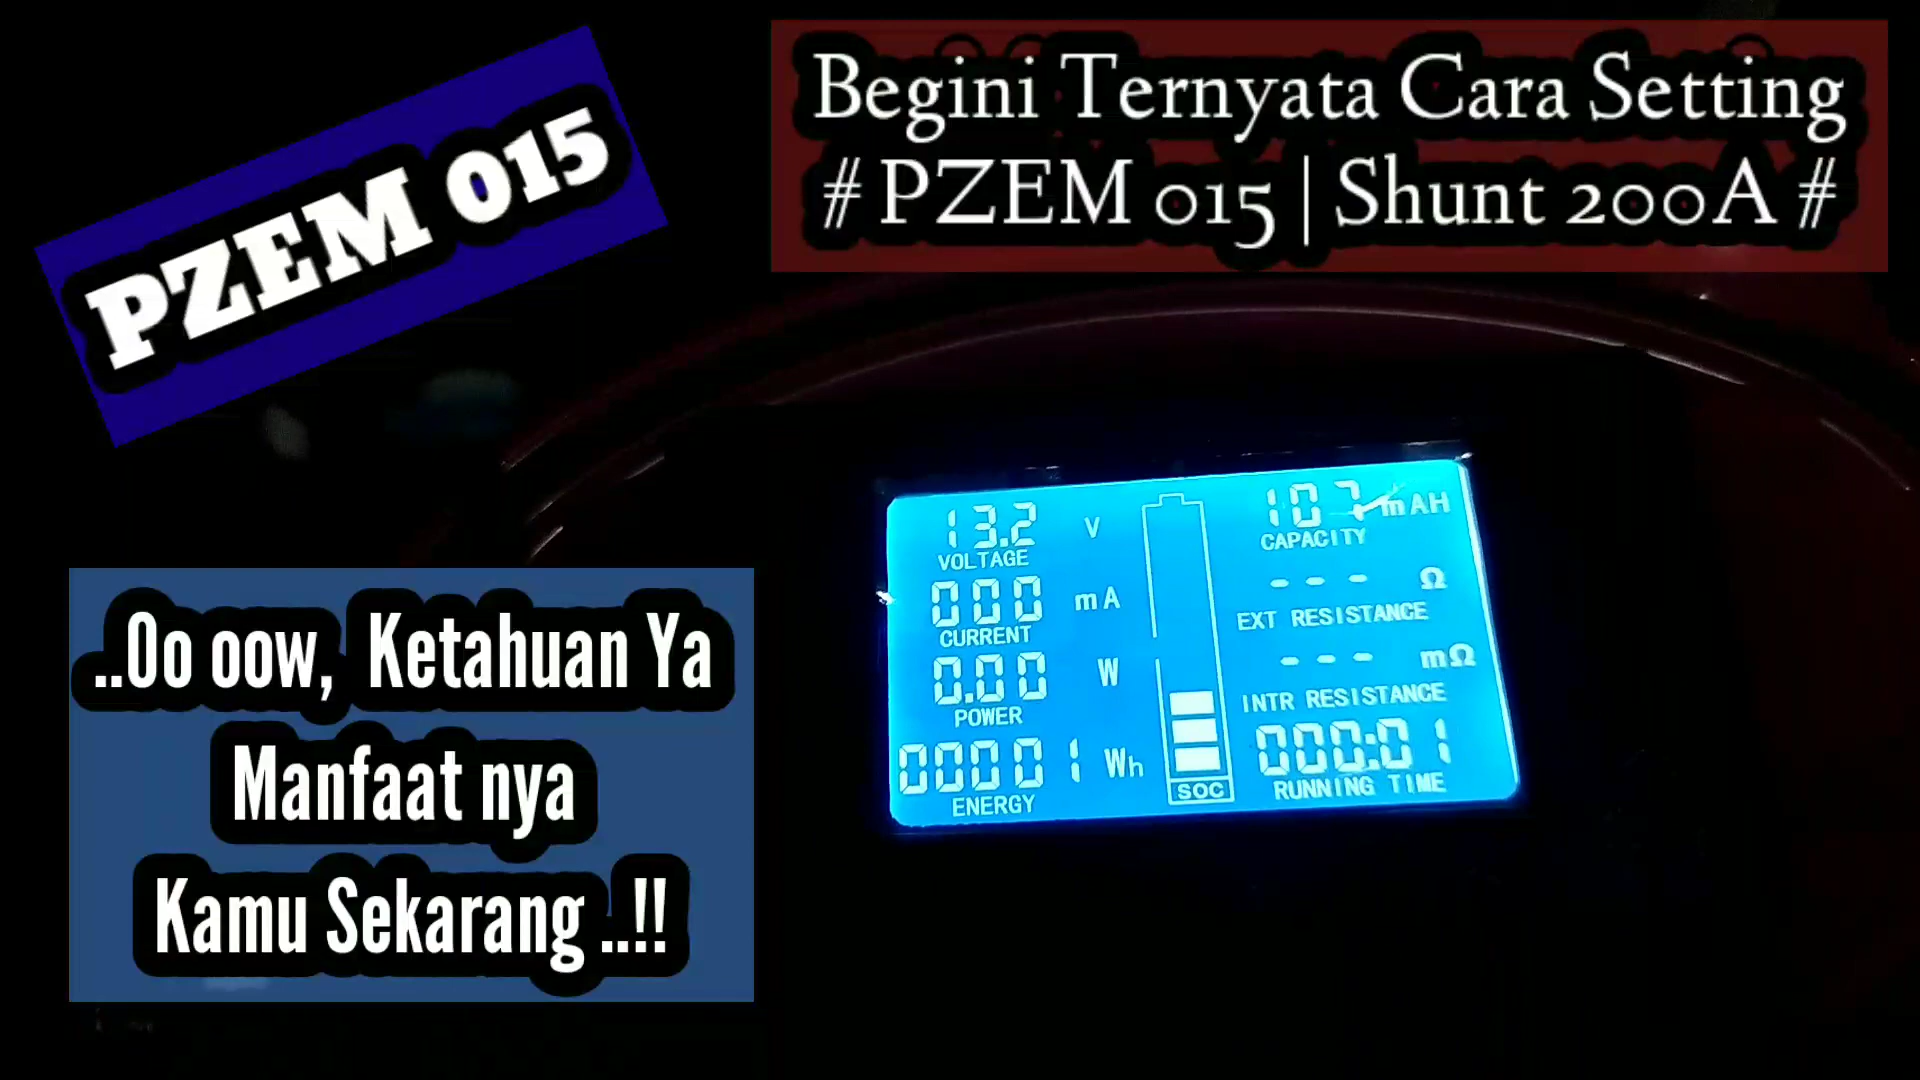 PZEM 015
Begini Ternyata Cara Setting
# PZEM 015 | Shunt 200A #
..Oo oow, Ketahuan Ya
Manfaat nya
Kamu Sekarang ..!!
13.2 V
VOLTAGE
000 mA
CURRENT
0.00 W
POWER
00001 Wh
ENERGY
SOC
107 mAH
CAPACITY
--- Ω
EXT RESISTANCE
--- mΩ
INTR RESISTANCE
000:01
RUNNING TIME